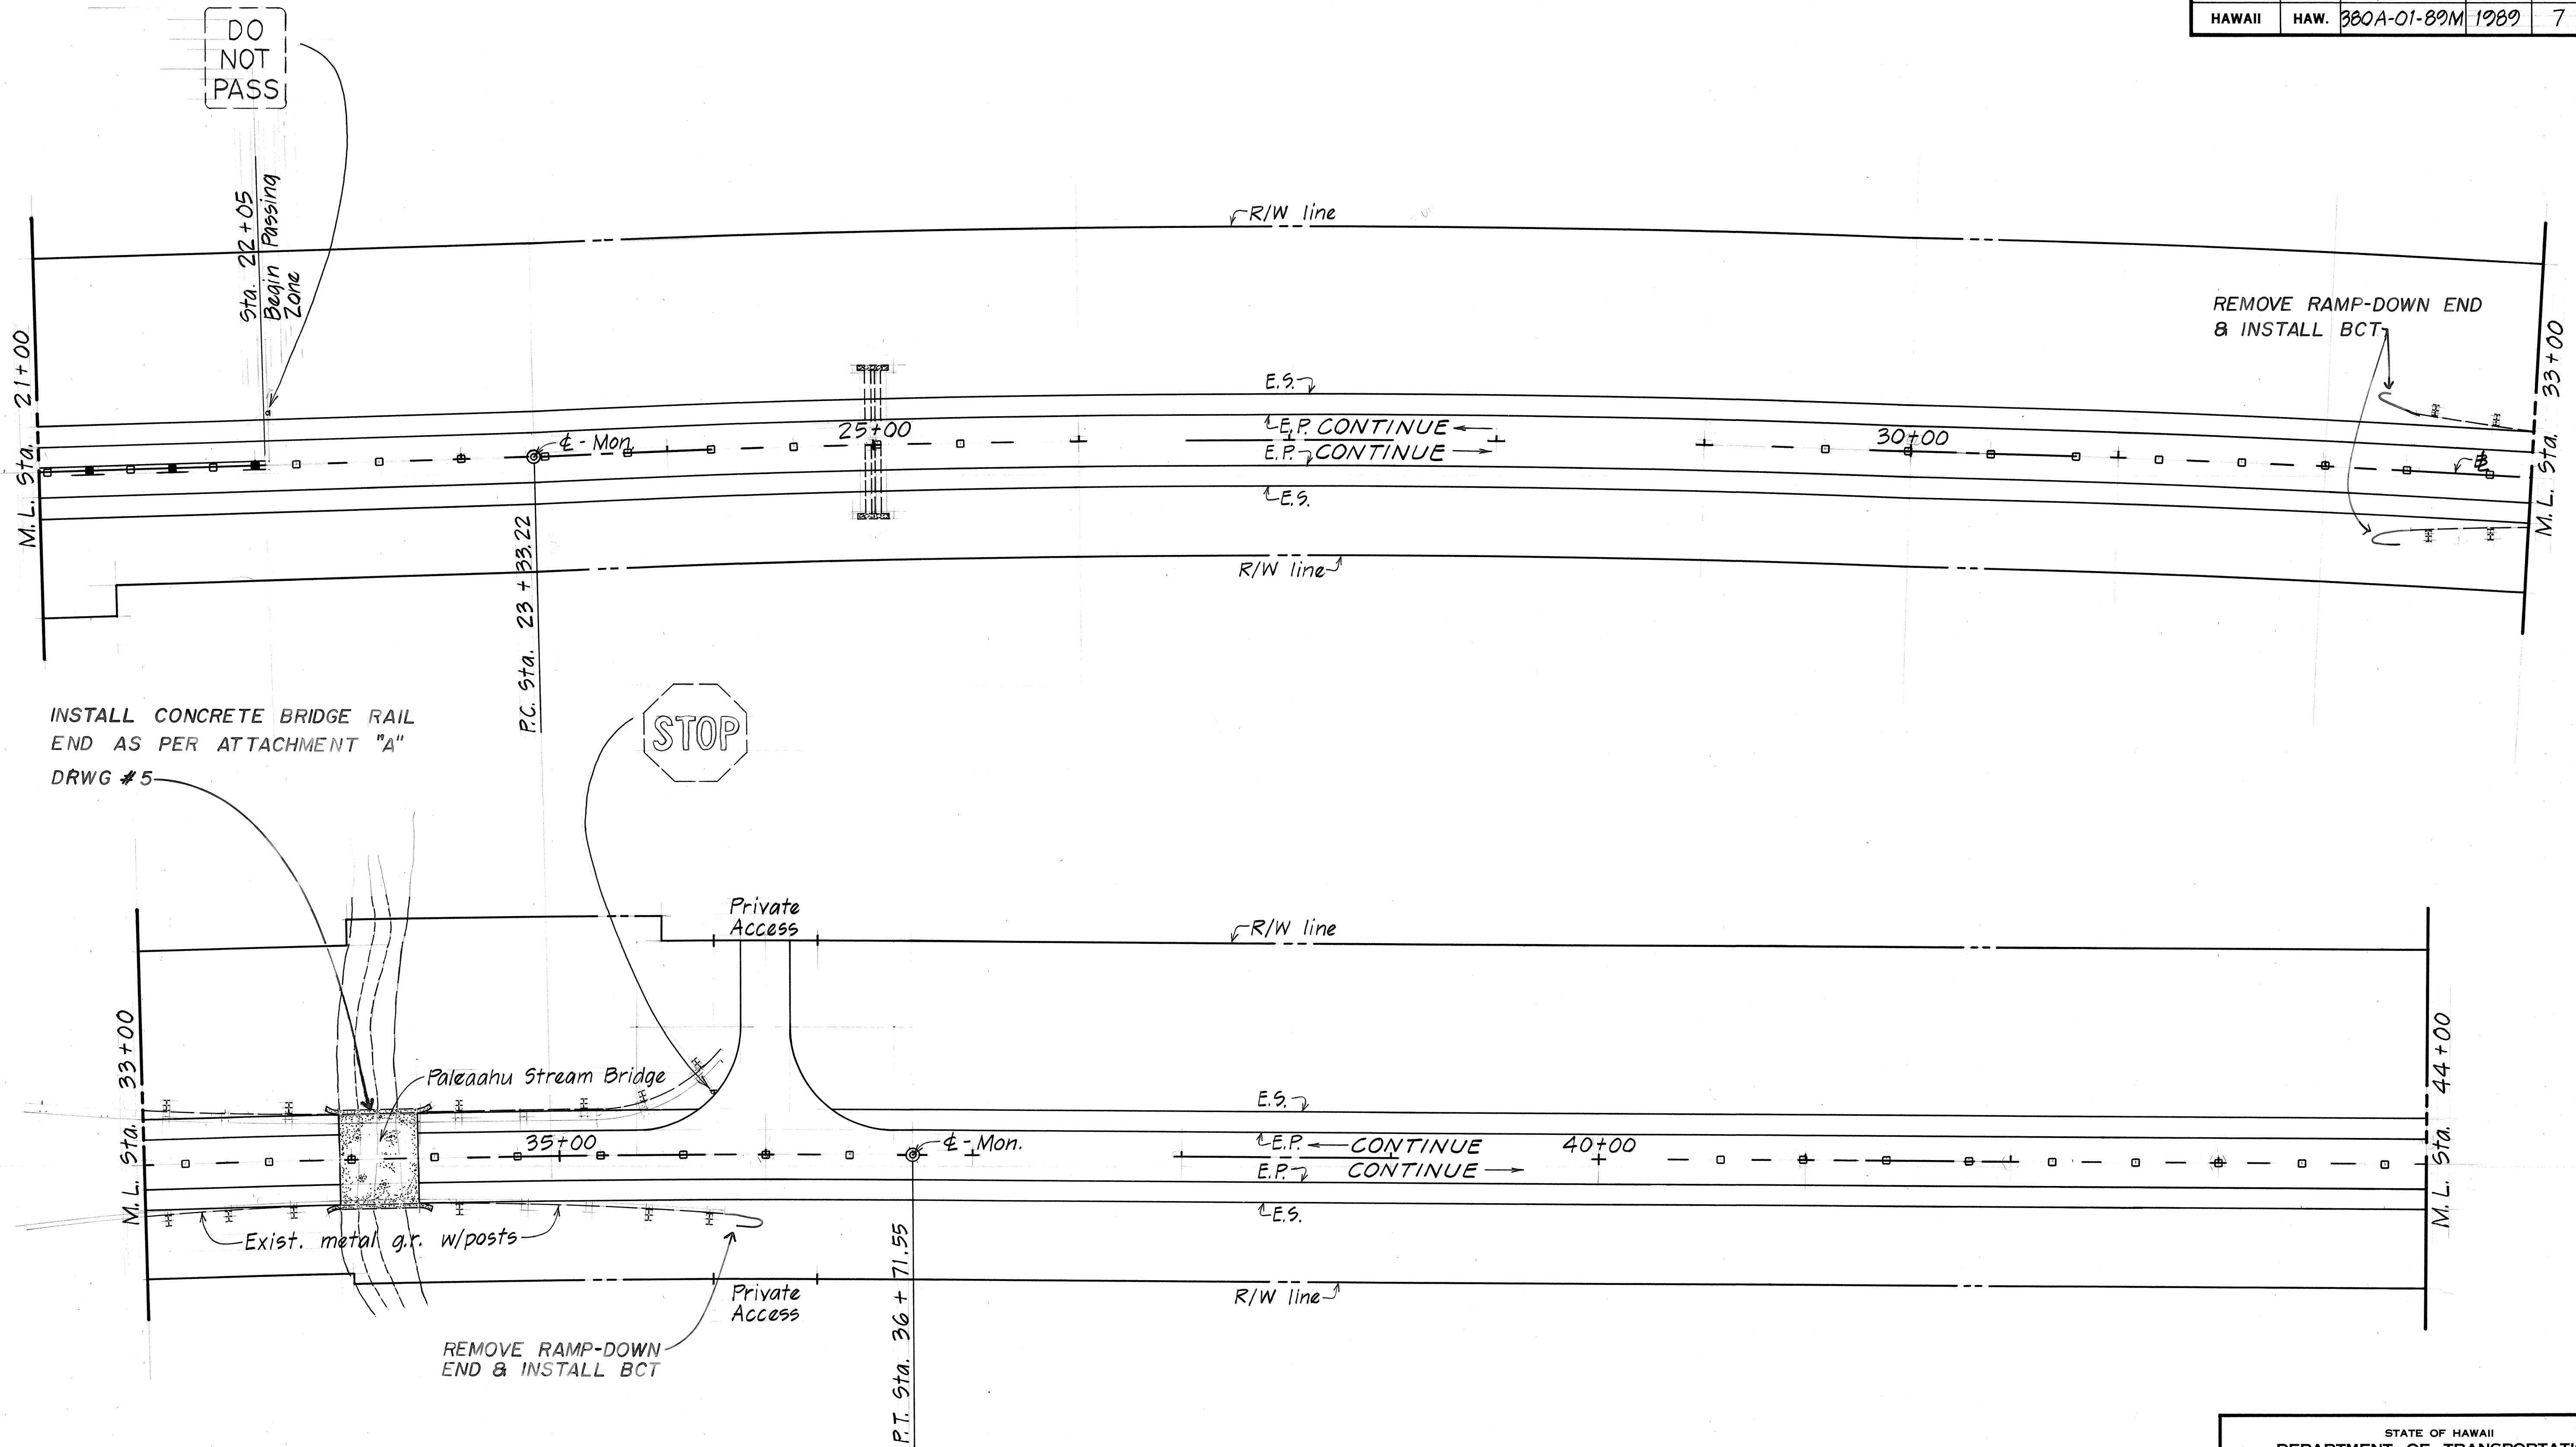 HAWAII HAW. 380A-01-89M 1989 7
DO
NOT
PASS
Sta. 22+05
Begin Passing
Zone
R/W line
REMOVE RAMP-DOWN END
& INSTALL BCT
M.L. Sta. 21+00
M.L. Sta. 33+00
E.S.
℄ - Mon.
25+00
E.P. CONTINUE
30+00
E.P. CONTINUE
E.S.
P.C. Sta. 23 + 33.22
R/W line
INSTALL CONCRETE BRIDGE RAIL
END AS PER ATTACHMENT "A"
DRWG #5
STOP
Private
Access
R/W line
M.L. Sta. 33+00
M.L. Sta. 44+00
Paleaahu Stream Bridge
E.S.
35+00
℄ - Mon.
E.P. CONTINUE
40+00
E.P. CONTINUE
E.S.
Exist. metal g.r. w/posts
P.T. Sta. 36 + 71.55
Private
Access
R/W line
REMOVE RAMP-DOWN
END & INSTALL BCT
STATE OF HAWAII